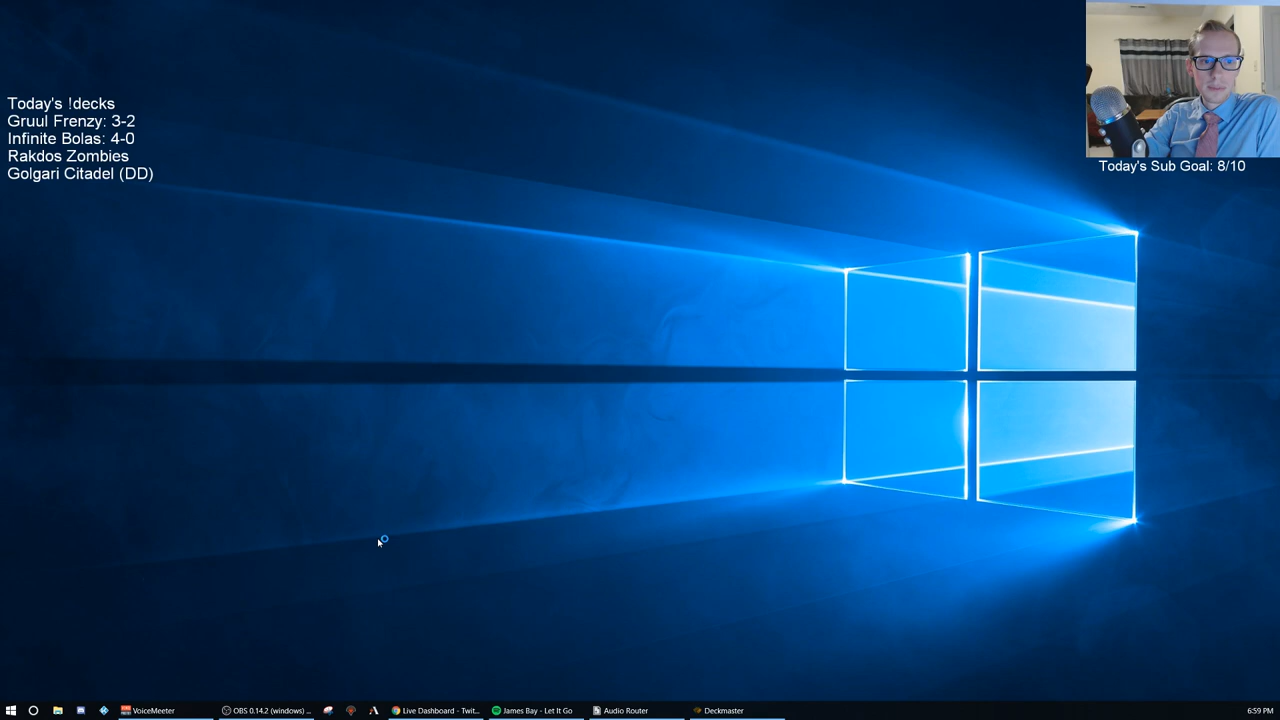 Today's !decks
Gruul Frenzy: 3-2
Infinite Bolas: 4-0
Rakdos Zombies
Golgari Citadel (DD)
Today's Sub Goal: 8/10
VoiceMeeter
OBS 0.14.2 (windows) ...
Live Dashboard - Twit...
James Bay - Let It Go
Audio Router
Deckmaster
6:59 PM